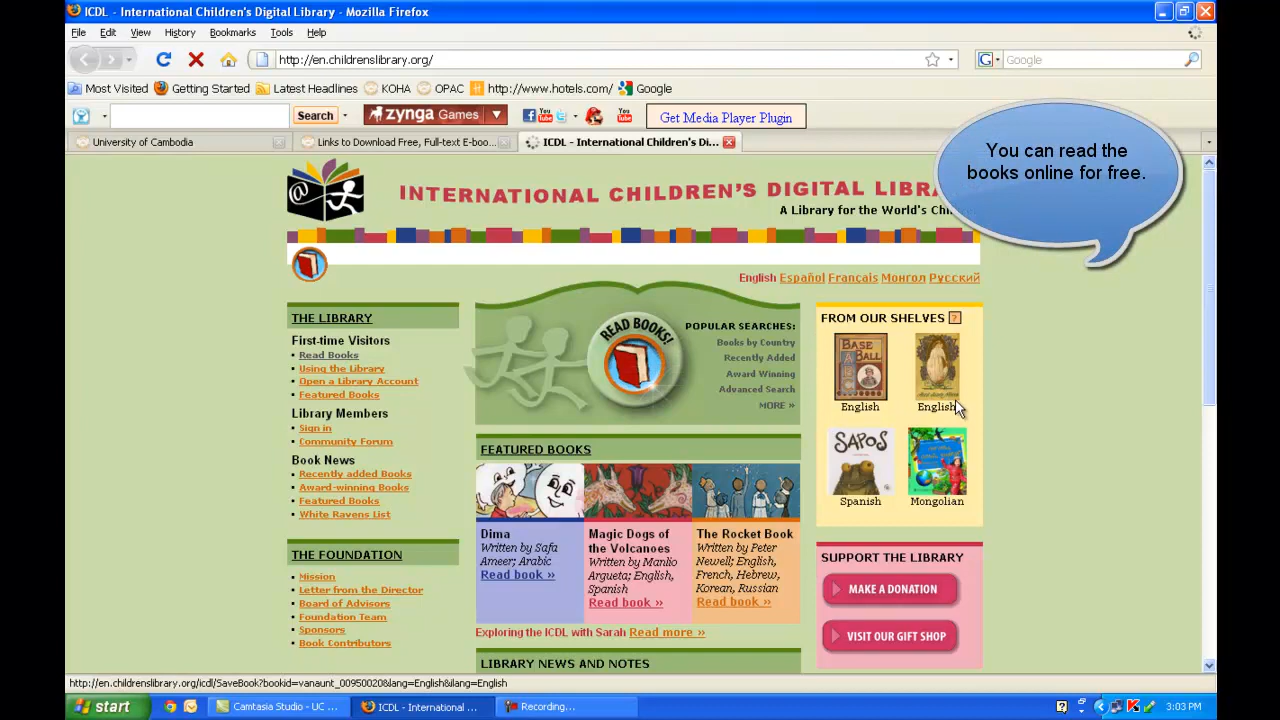 ICDL - International Children's Digital Library - Mozilla Firefox
File Edit View History Bookmarks Tools Help
http://en.childrenslibrary.org/
Google
Most Visited Getting Started Latest Headlines KOHA OPAC http://www.hotels.com/ Google
Search zynga Games Get Media Player Plugin
University of Cambodia Links to Download Free, Full-text E-boo... ICDL - International Children's Di...
You can read the
books online for free.
INTERNATIONAL CHILDREN'S DIGITAL
A Library for the World's
English Español Français Монгол Русский
THE LIBRARY
First-time Visitors
Read Books
Using the Library
Open a Library Account
Featured Books
Library Members
Sign in
Community Forum
Book News
Recently added Books
Award-winning Books
Featured Books
White Ravens List
THE FOUNDATION
Mission
Letter from the Director
Board of Advisors
Foundation Team
Sponsors
Book Contributors
READ BOOKS!
POPULAR SEARCHES:
Books by Country
Recently Added
Award Winning
Advanced Search
MORE »
FEATURED BOOKS
Dima
Written by Safa
Ameer; Arabic
Read book »
Magic Dogs of
the Volcanoes
Written by Manlio
Argueta; English,
Spanish
Read book »
The Rocket Book
Written by Peter
Newell; English,
French, Hebrew,
Korean, Russian
Read book »
Exploring the ICDL with Sarah Read more »
LIBRARY NEWS AND NOTES
FROM OUR SHELVES ?
BASE
BALL
ABC
English
English
SAPOS
Spanish
Mongolian
SUPPORT THE LIBRARY
MAKE A DONATION
VISIT OUR GIFT SHOP
http://en.childrenslibrary.org/icdl/SaveBook?bookid=vanaunt_00950020&lang=English&ilang=English
start Camtasia Studio - UC ... ICDL - International ... Recording... 3:03 PM